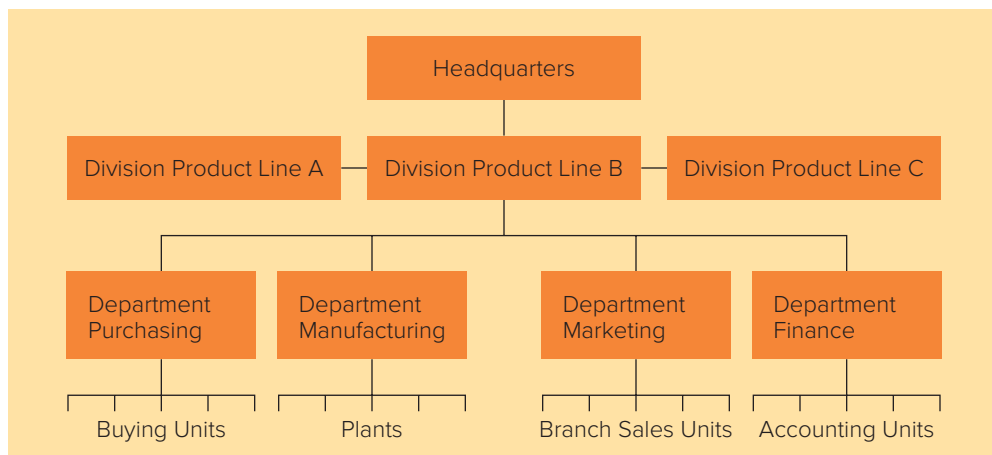 Headquarters
Division Product Line A
Division Product Line B
Division Product Line C
Department
Purchasing
Department
Manufacturing
Department
Marketing
Department
Finance
Buying Units
Plants
Branch Sales Units
Accounting Units